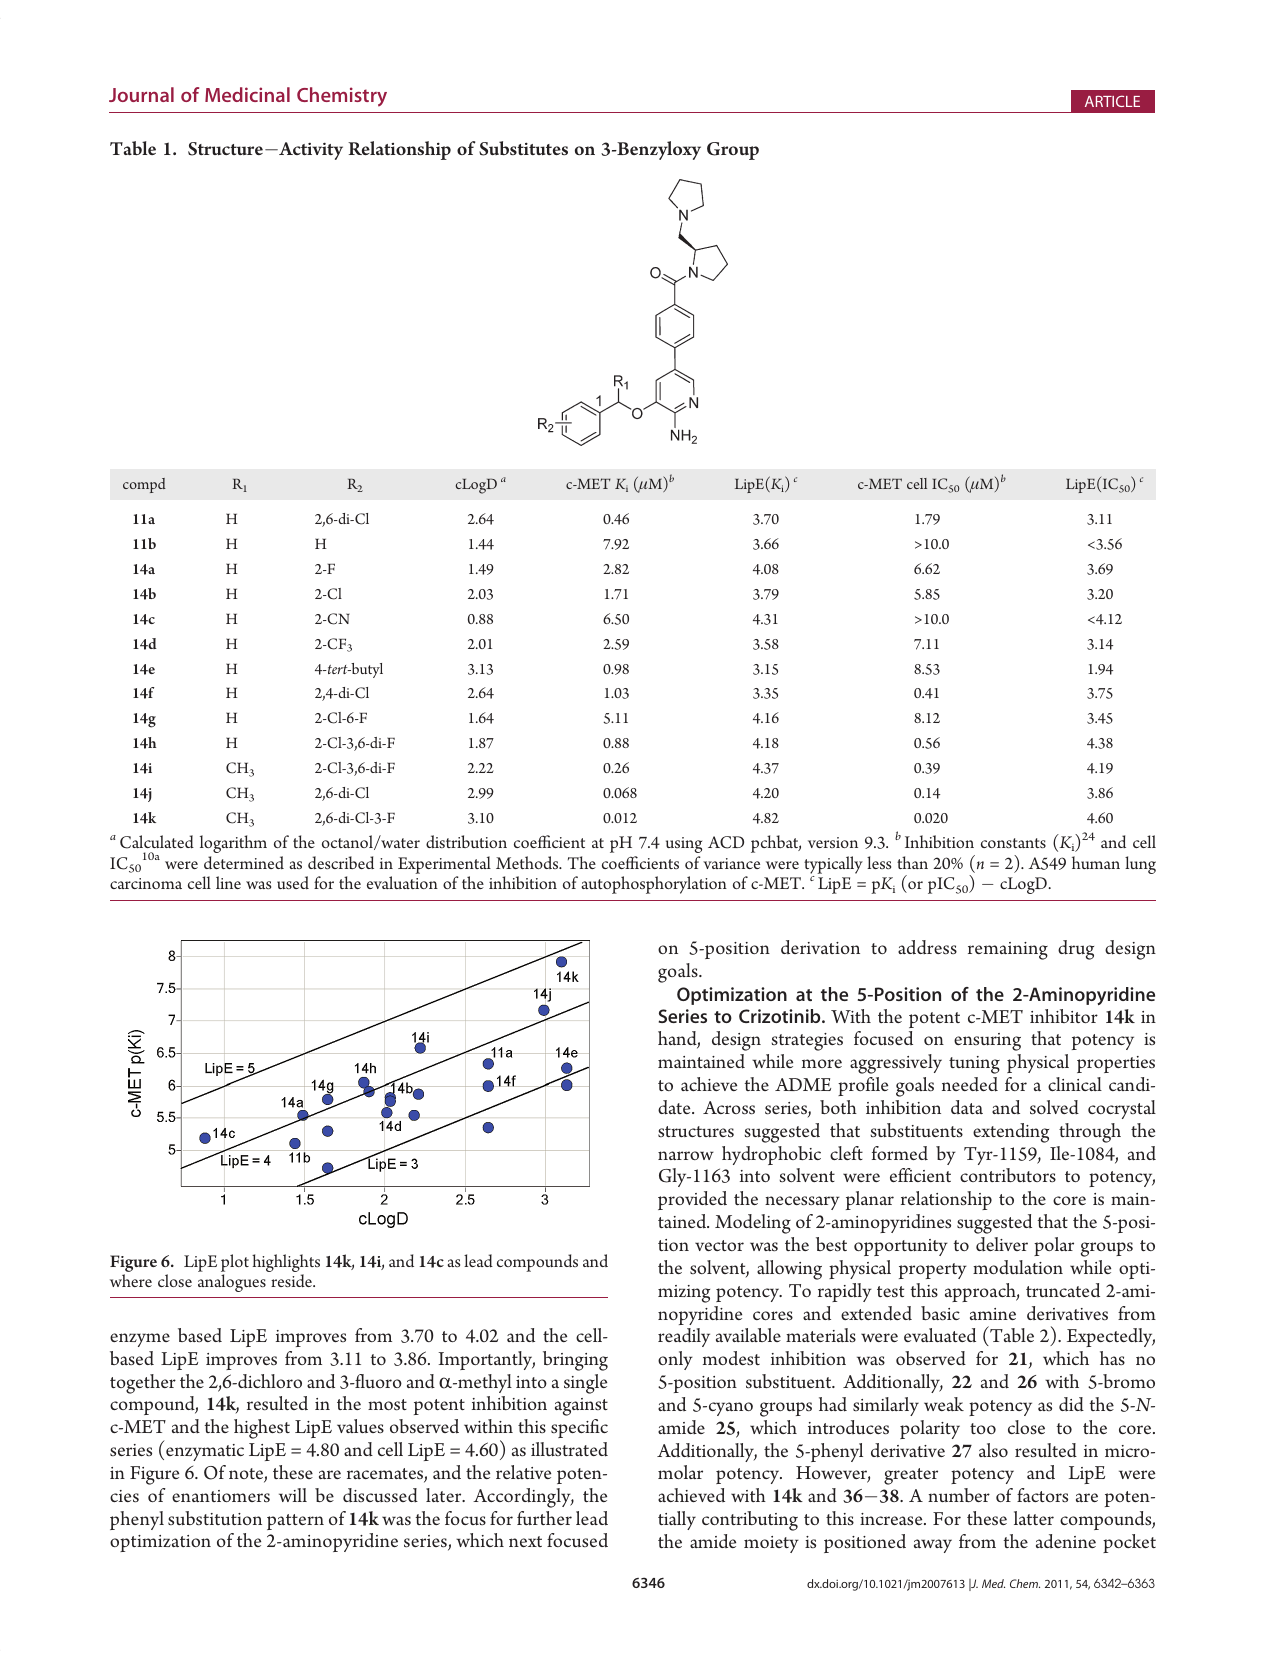 Journal of Medicinal Chemistry
ARTICLE
Table 1. Structure−Activity Relationship of Substitutes on 3-Benzyloxy Group
N
O
N
R1
1
O
N
R2
NH2
compd R1 R2 cLogD a c-MET Ki (μM)b LipE(Ki) c c-MET cell IC50 (μM)b LipE(IC50) c
11a H 2,6-di-Cl 2.64 0.46 3.70 1.79 3.11
11b H H 1.44 7.92 3.66 >10.0 <3.56
14a H 2-F 1.49 2.82 4.08 6.62 3.69
14b H 2-Cl 2.03 1.71 3.79 5.85 3.20
14c H 2-CN 0.88 6.50 4.31 >10.0 <4.12
14d H 2-CF3 2.01 2.59 3.58 7.11 3.14
14e H 4-tert-butyl 3.13 0.98 3.15 8.53 1.94
14f H 2,4-di-Cl 2.64 1.03 3.35 0.41 3.75
14g H 2-Cl-6-F 1.64 5.11 4.16 8.12 3.45
14h H 2-Cl-3,6-di-F 1.87 0.88 4.18 0.56 4.38
14i CH3 2-Cl-3,6-di-F 2.22 0.26 4.37 0.39 4.19
14j CH3 2,6-di-Cl 2.99 0.068 4.20 0.14 3.86
14k CH3 2,6-di-Cl-3-F 3.10 0.012 4.82 0.020 4.60
a Calculated logarithm of the octanol/water distribution coefficient at pH 7.4 using ACD pchbat, version 9.3. b Inhibition constants (Ki)24 and cell
IC50 10a were determined as described in Experimental Methods. The coefficients of variance were typically less than 20% (n = 2). A549 human lung
carcinoma cell line was used for the evaluation of the inhibition of autophosphorylation of c-MET. c LipE = pKi (or pIC50) − cLogD.
8
7.5
7
6.5
6
5.5
5
c-MET p(Ki)
14k
14j
14i
11a
14e
LipE = 5
14h
14g
14b
14f
14a
14d
14c
LipE = 4
11b
LipE = 3
1 1.5 2 2.5 3
cLogD
Figure 6. LipE plot highlights 14k, 14i, and 14c as lead compounds and
where close analogues reside.
enzyme based LipE improves from 3.70 to 4.02 and the cell-
based LipE improves from 3.11 to 3.86. Importantly, bringing
together the 2,6-dichloro and 3-fluoro and α-methyl into a single
compound, 14k, resulted in the most potent inhibition against
c-MET and the highest LipE values observed within this specific
series (enzymatic LipE = 4.80 and cell LipE = 4.60) as illustrated
in Figure 6. Of note, these are racemates, and the relative poten-
cies of enantiomers will be discussed later. Accordingly, the
phenyl substitution pattern of 14k was the focus for further lead
optimization of the 2-aminopyridine series, which next focused
on 5-position derivation to address remaining drug design
goals.
Optimization at the 5-Position of the 2-Aminopyridine
Series to Crizotinib. With the potent c-MET inhibitor 14k in
hand, design strategies focused on ensuring that potency is
maintained while more aggressively tuning physical properties
to achieve the ADME profile goals needed for a clinical candi-
date. Across series, both inhibition data and solved cocrystal
structures suggested that substituents extending through the
narrow hydrophobic cleft formed by Tyr-1159, Ile-1084, and
Gly-1163 into solvent were efficient contributors to potency,
provided the necessary planar relationship to the core is main-
tained. Modeling of 2-aminopyridines suggested that the 5-posi-
tion vector was the best opportunity to deliver polar groups to
the solvent, allowing physical property modulation while opti-
mizing potency. To rapidly test this approach, truncated 2-ami-
nopyridine cores and extended basic amine derivatives from
readily available materials were evaluated (Table 2). Expectedly,
only modest inhibition was observed for 21, which has no
5-position substituent. Additionally, 22 and 26 with 5-bromo
and 5-cyano groups had similarly weak potency as did the 5-N-
amide 25, which introduces polarity too close to the core.
Additionally, the 5-phenyl derivative 27 also resulted in micro-
molar potency. However, greater potency and LipE were
achieved with 14k and 36−38. A number of factors are poten-
tially contributing to this increase. For these latter compounds,
the amide moiety is positioned away from the adenine pocket
6346
dx.doi.org/10.1021/jm2007613 |J. Med. Chem. 2011, 54, 6342–6363